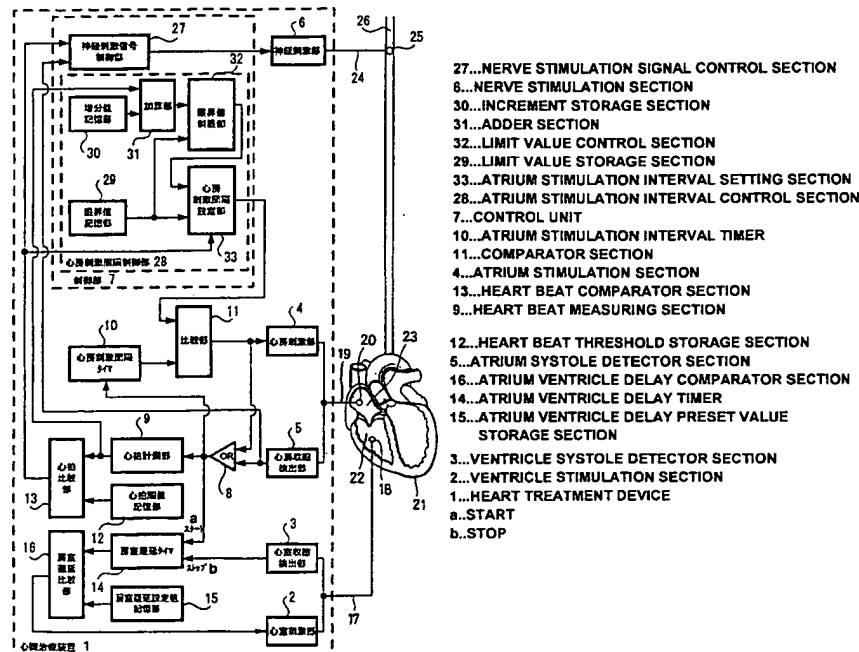 27
6
26
神経刺激信号
制御部
神経刺激部
25
24
32
増分値
記憶部
加算部
限界値
制御部
30
31
29
限界値
記憶部
心房
刺激間隔
設定部
33
心房刺激間隔制御部 28
制御部 7
10
11
4
心房刺激間隔
タイマ
比較部
心房刺激部
20
23
19
9
5
心拍
比較部
心拍計測部
OR
8
心房収縮
検出部
22
18
21
13
心拍閾値
記憶部
12
a
スタート
3
16
房室遅延
比較部
房室遅延タイマ
ストップ b
心室収縮
検出部
14
房室遅延設定値
記憶部
15
2
心室刺激部
17
心臓治療装置 1
27...NERVE STIMULATION SIGNAL CONTROL SECTION
6...NERVE STIMULATION SECTION
30...INCREMENT STORAGE SECTION
31...ADDER SECTION
32...LIMIT VALUE CONTROL SECTION
29...LIMIT VALUE STORAGE SECTION
33...ATRIUM STIMULATION INTERVAL SETTING SECTION
28...ATRIUM STIMULATION INTERVAL CONTROL SECTION
7...CONTROL UNIT
10...ATRIUM STIMULATION INTERVAL TIMER
11...COMPARATOR SECTION
4...ATRIUM STIMULATION SECTION
13...HEART BEAT COMPARATOR SECTION
9...HEART BEAT MEASURING SECTION
12...HEART BEAT THRESHOLD STORAGE SECTION
5...ATRIUM SYSTOLE DETECTOR SECTION
16...ATRIUM VENTRICLE DELAY COMPARATOR SECTION
14...ATRIUM VENTRICLE DELAY TIMER
15...ATRIUM VENTRICLE DELAY PRESET VALUE
STORAGE SECTION
3...VENTRICLE SYSTOLE DETECTOR SECTION
2...VENTRICLE STIMULATION SECTION
1...HEART TREATMENT DEVICE
a..START
b..STOP